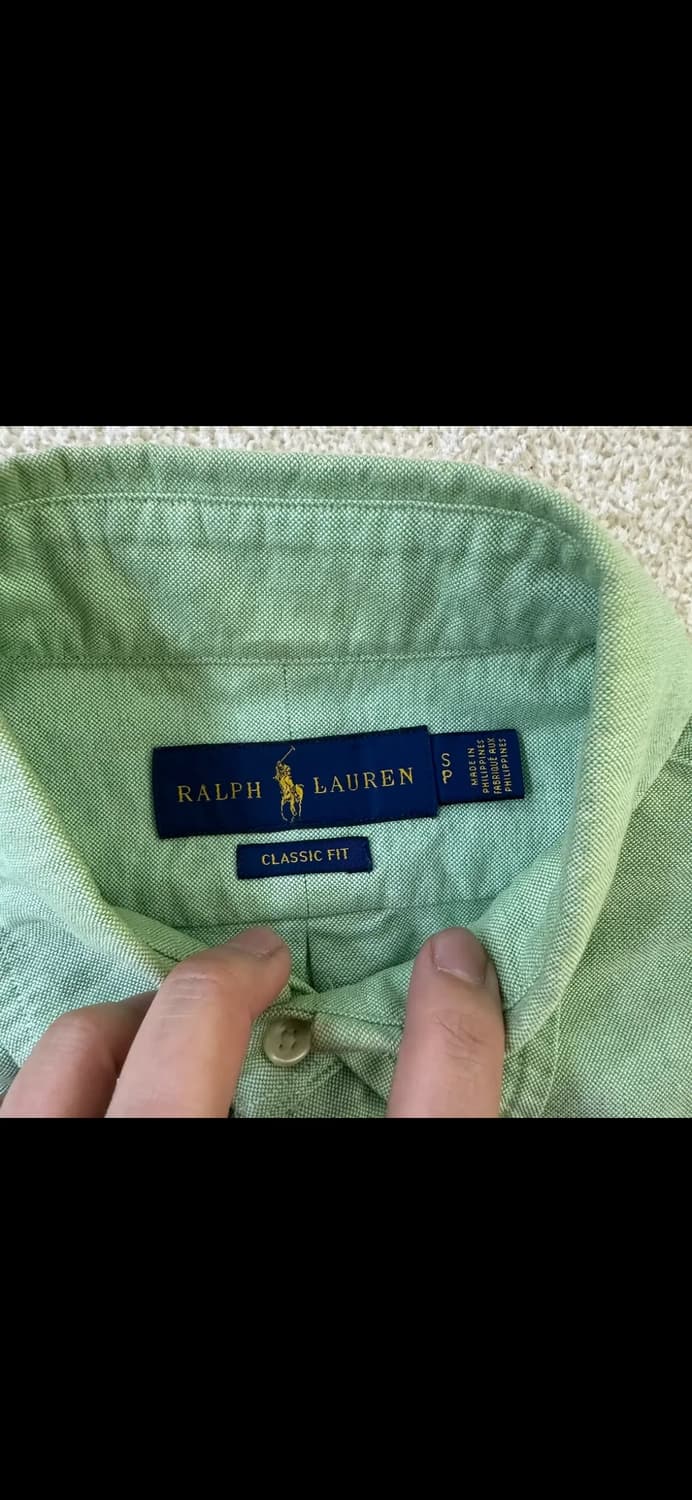 RALPH LAUREN
S
P
MADE IN
PHILIPPINES
FABRIQUÉ AUX
PHILIPPINES
CLASSIC FIT